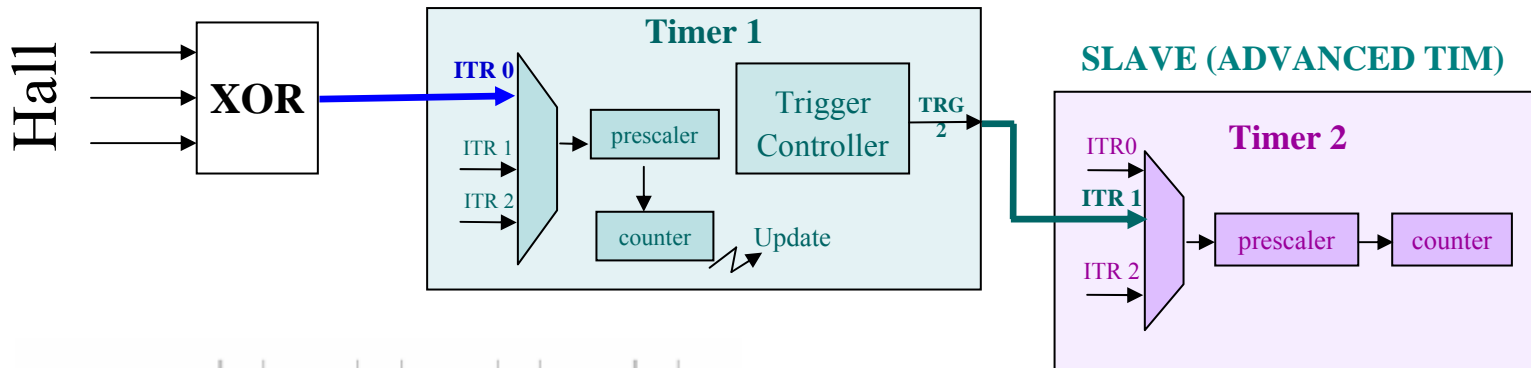 Hall
XOR
Timer 1
ITR 0
ITR 1
ITR 2
prescaler
counter
Update
Trigger
Controller
TRG
2
SLAVE (ADVANCED TIM)
Timer 2
ITR0
ITR 1
ITR 2
prescaler
counter